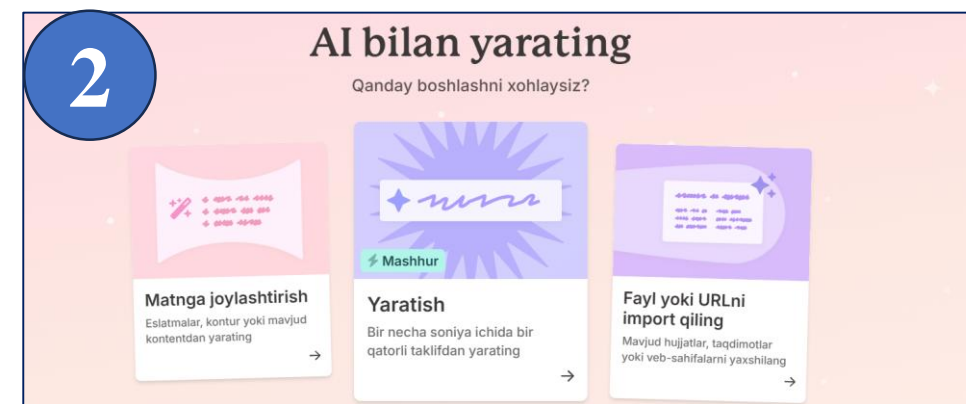 2
AI bilan yarating
Qanday boshlashni xohlaysiz?
Matnga joylashtirish
Eslatmalar, kontur yoki mavjud
kontentdan yarating
Mashhur
Yaratish
Bir necha soniya ichida bir
qatorli taklifdan yarating
Fayl yoki URLni
import qiling
Mavjud hujjatlar, taqdimotlar
yoki veb-sahifalarni yaxshilang